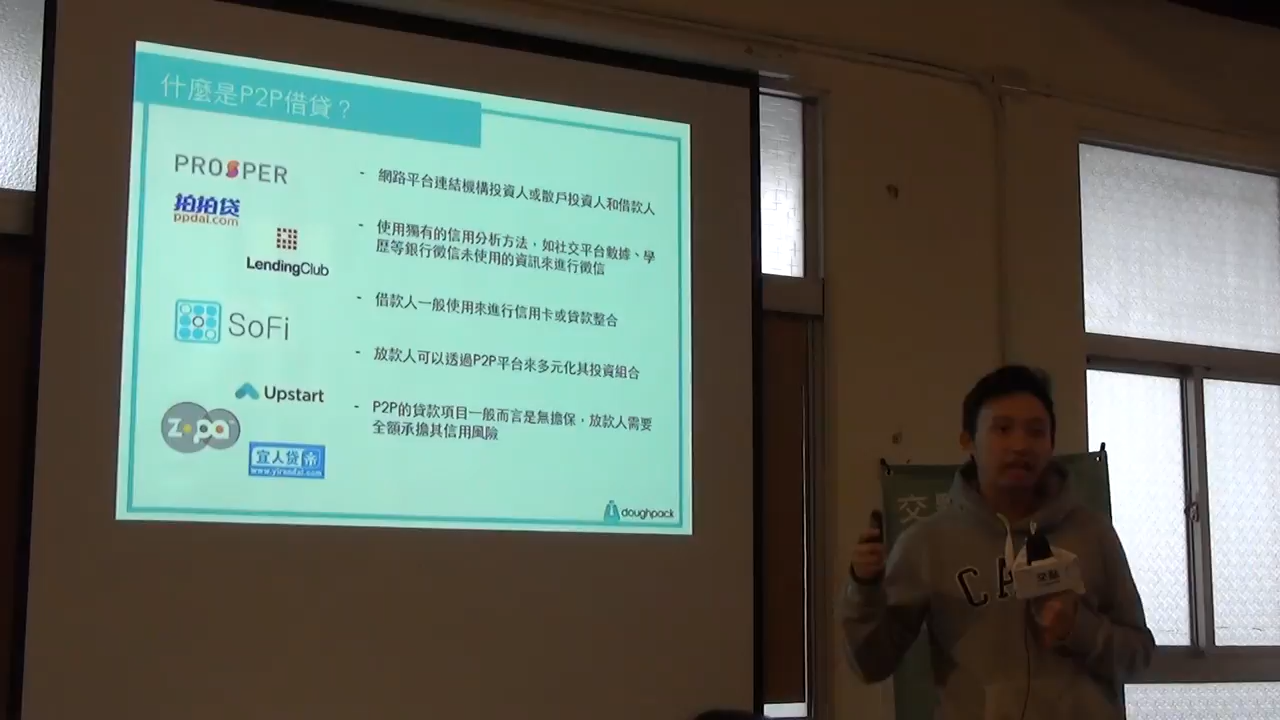 什麼是P2P借貸？
PROSPER
拍拍贷
ppdai.com
LendingClub
SoFi
Upstart
zopa
宜人贷
www.yirendai.com
- 網路平台連結機構投資人或散戶投資人和借款人
- 使用獨有的信用分析方法，如社交平台數據、學
歷等銀行徵信未使用的資訊來進行徵信
- 借款人一般使用來進行信用卡或貸款整合
- 放款人可以透過P2P平台來多元化其投資組合
- P2P的貸款項目一般而言是無擔保，放款人需要
全額承擔其信用風險
doughpack
交
CA
交點